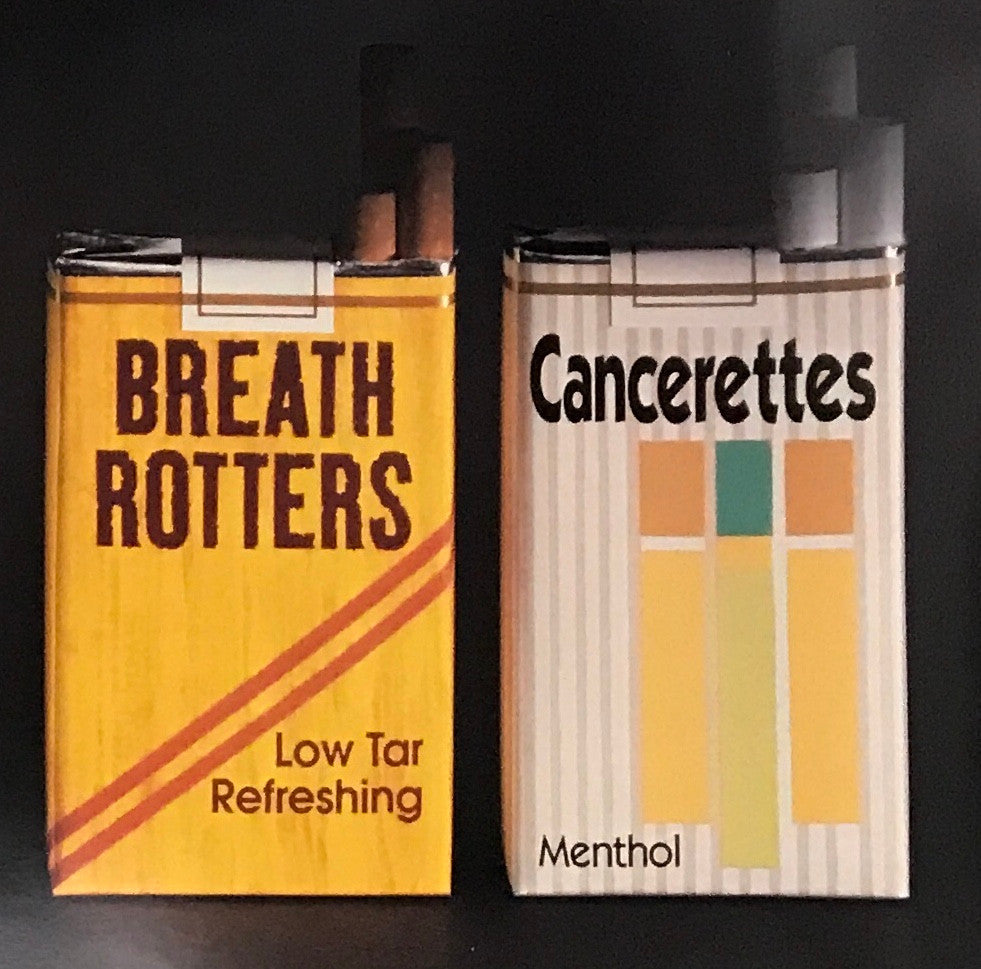 BREATH
ROTTERS
Low Tar
Refreshing
Cancerettes
Menthol